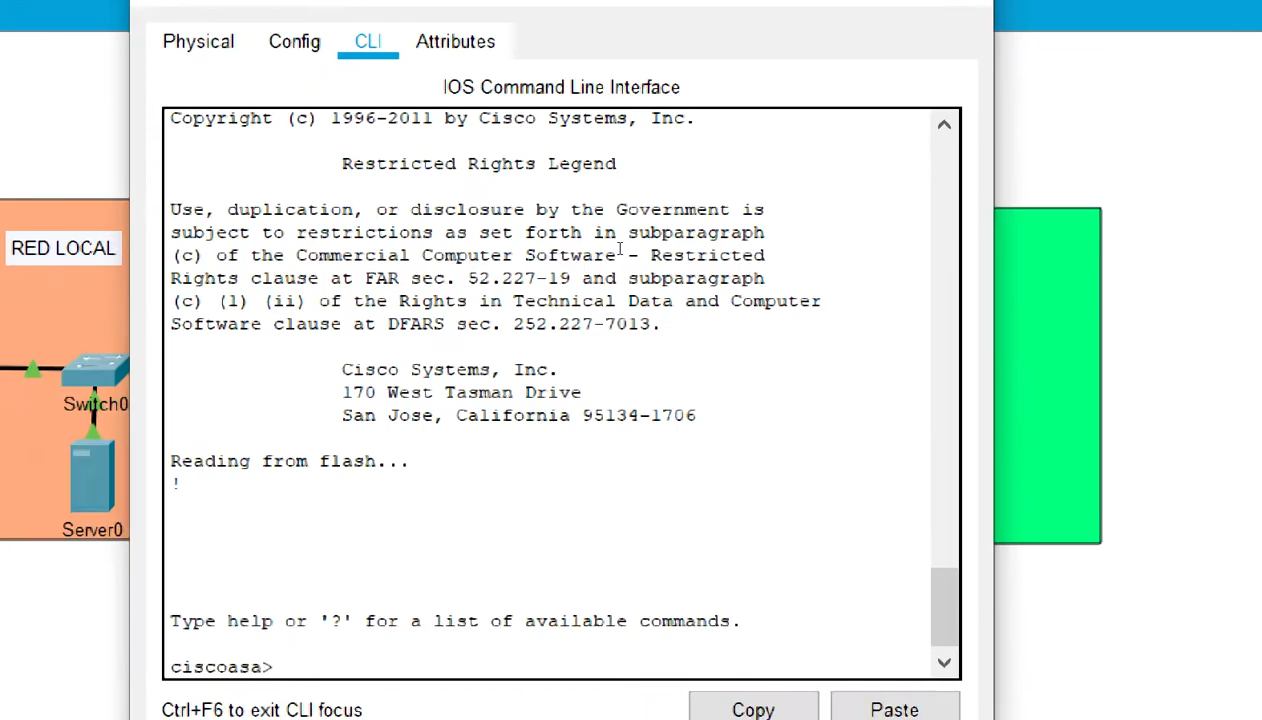 Physical Config CLI Attributes
IOS Command Line Interface
Copyright (c) 1996-2011 by Cisco Systems, Inc.
Restricted Rights Legend
Use, duplication, or disclosure by the Government is
subject to restrictions as set forth in subparagraph
(c) of the Commercial Computer Software - Restricted
Rights clause at FAR sec. 52.227-19 and subparagraph
(c) (1) (ii) of the Rights in Technical Data and Computer
Software clause at DFARS sec. 252.227-7013.
Cisco Systems, Inc.
170 West Tasman Drive
San Jose, California 95134-1706
Reading from flash...
!
Type help or '?' for a list of available commands.
ciscoasa>
Ctrl+F6 to exit CLI focus
Copy
Paste
RED LOCAL
Switch0
Server0